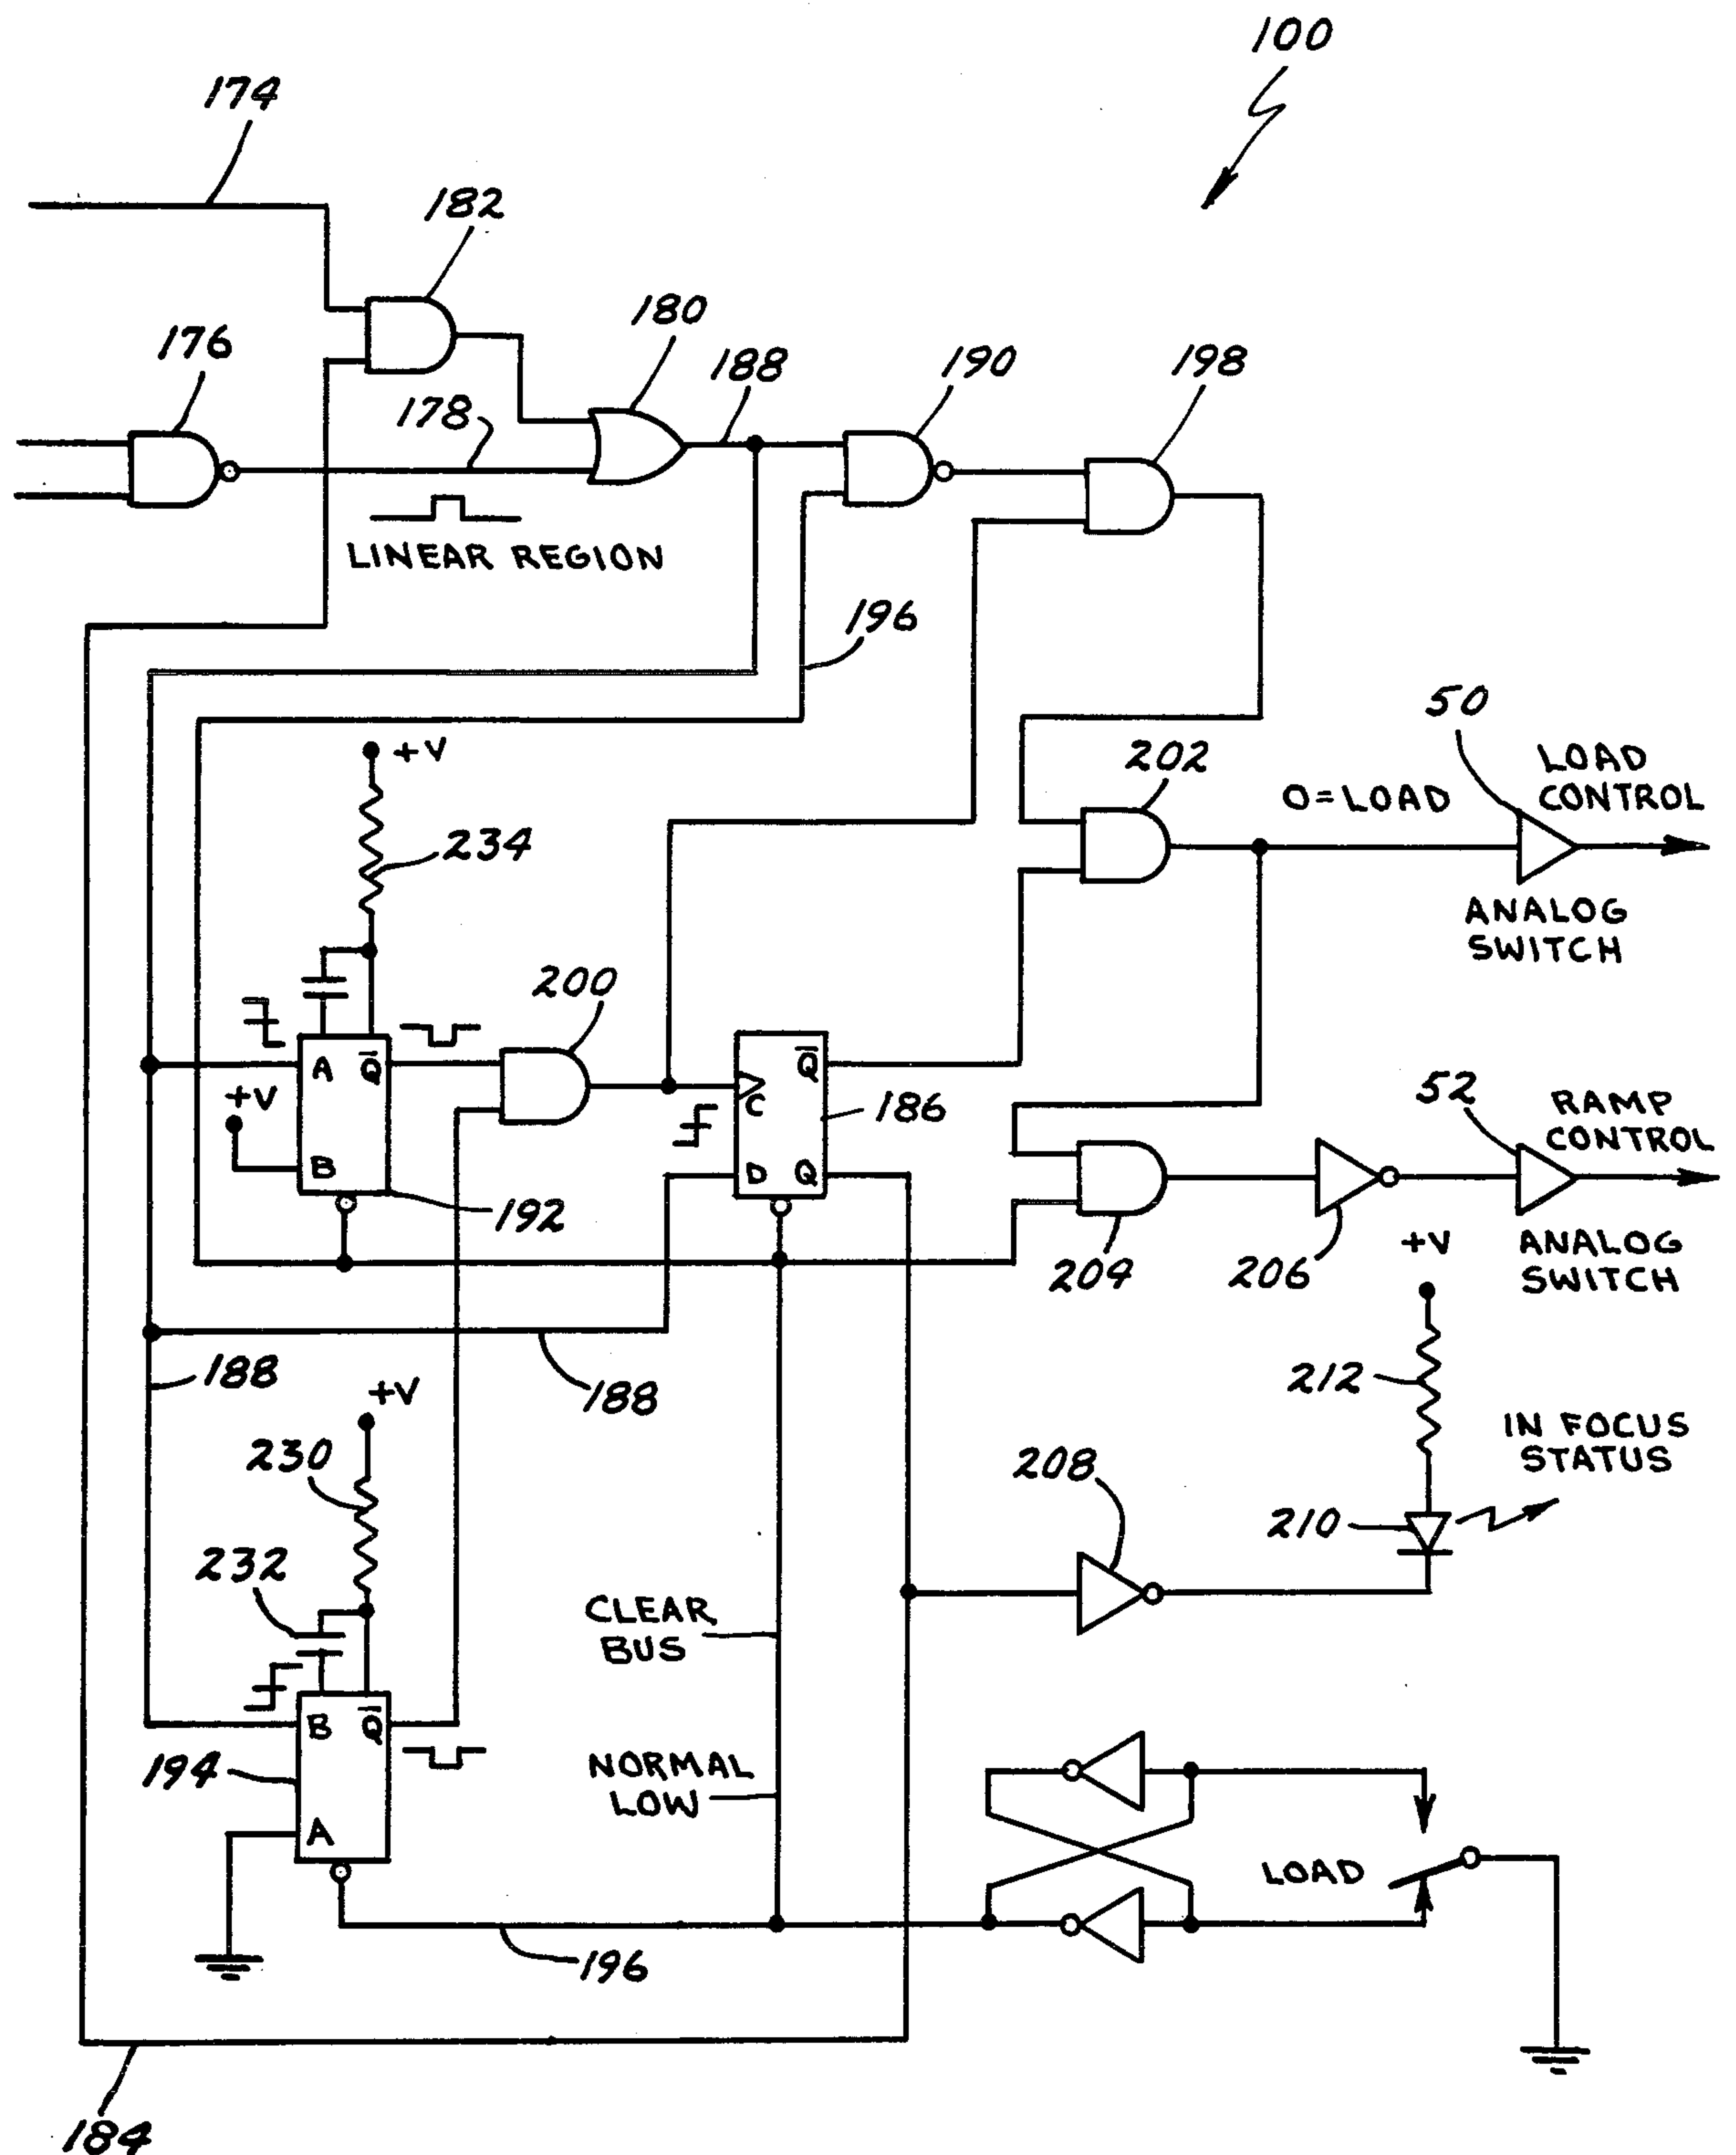 100
174
182
180
176
188
190
198
178
LINEAR REGION
196
50
+V
202
LOAD
CONTROL
O=LOAD
234
ANALOG
SWITCH
200
A
Q̅
+V
B
192
C
Q̅
186
D
Q
52
RAMP
CONTROL
204
206
+V
ANALOG
SWITCH
188
188
212
+V
230
IN FOCUS
STATUS
208
210
232
CLEAR
BUS
B
Q̅
194
A
NORMAL
LOW
LOAD
196
184